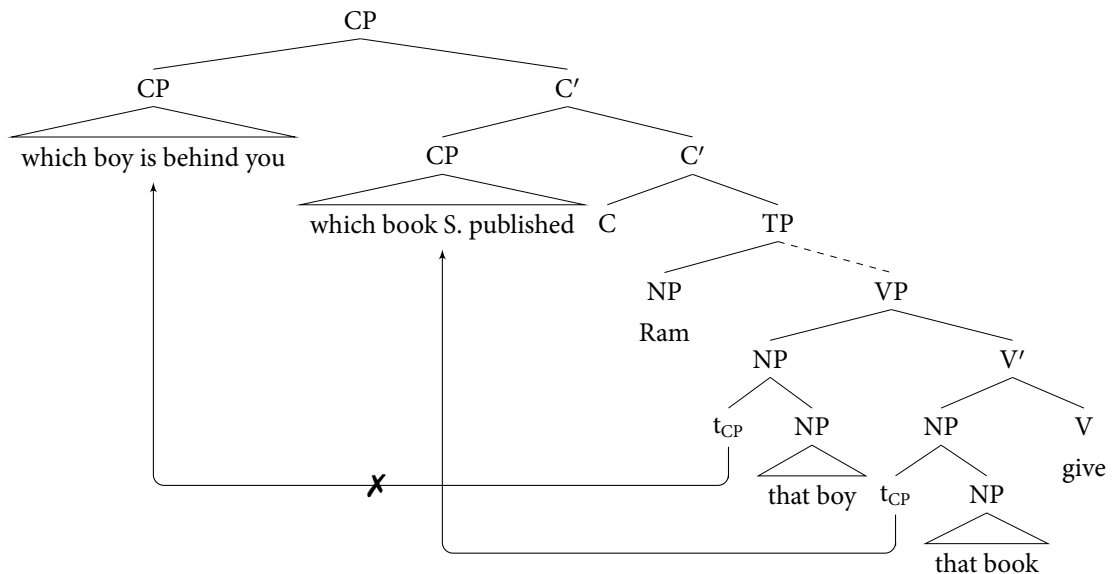 CP
CP C′
which boy is behind you CP C′
which book S. published C TP
NP VP
Ram
NP V′
t_CP NP NP V
that boy t_CP NP give
that book
✗